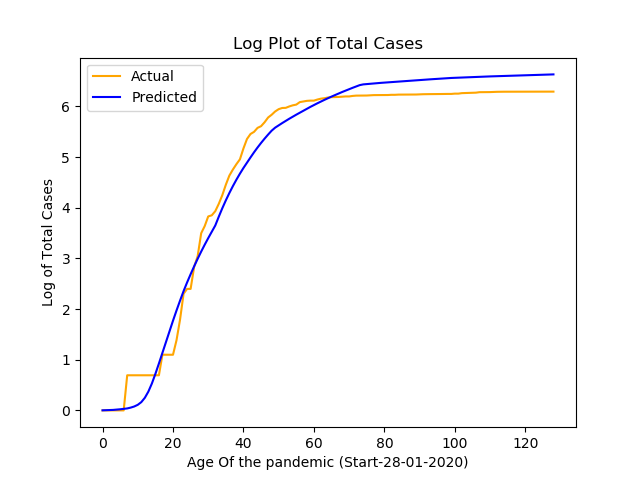 Log Plot of Total Cases
Actual
Predicted
Log of Total Cases
6
5
4
3
2
1
0
0 20 40 60 80 100 120
Age Of the pandemic (Start-28-01-2020)